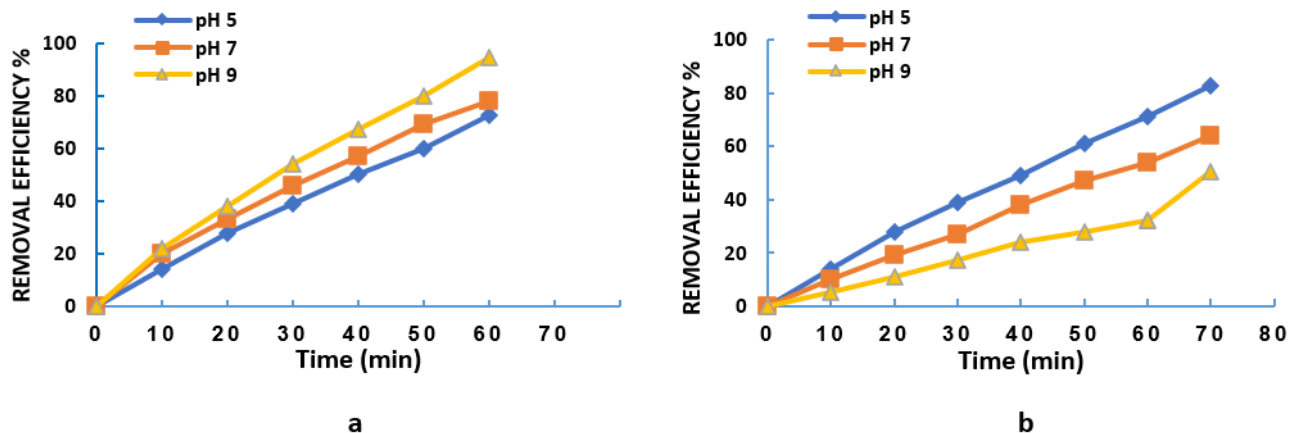 pH 5
pH 7
pH 9
REMOVAL EFFICIENCY %
100
80
60
40
20
0
0 10 20 30 40 50 60 70
Time (min)
a
pH 5
pH 7
pH 9
REMOVAL EFFICIENCY %
100
80
60
40
20
0
0 10 20 30 40 50 60 70 80
Time (min)
b